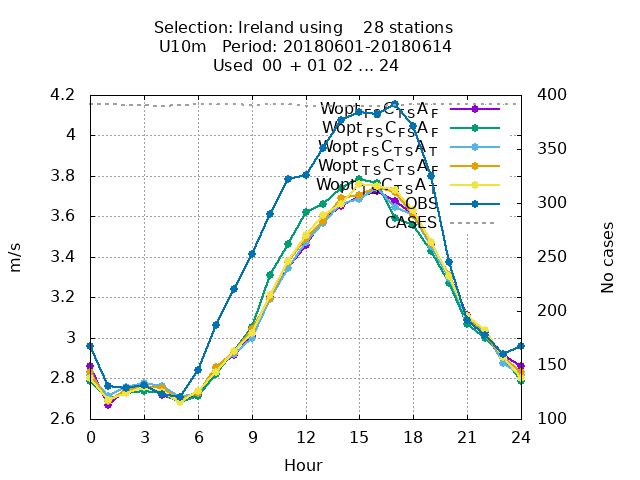 Selection: Ireland using 28 stations
U10m Period: 20180601-20180614
Used 00 + 01 02 ... 24
4.2
4
3.8
3.6
3.4
3.2
3
2.8
2.6
m/s
400
350
300
250
200
150
100
No cases
Wopt FS C TS A F
Wopt FS C FS A F
Wopt FS C TS A T
Wopt TS C TS A F
Wopt TS C TS A T
OBS
CASES
0 3 6 9 12 15 18 21 24
Hour